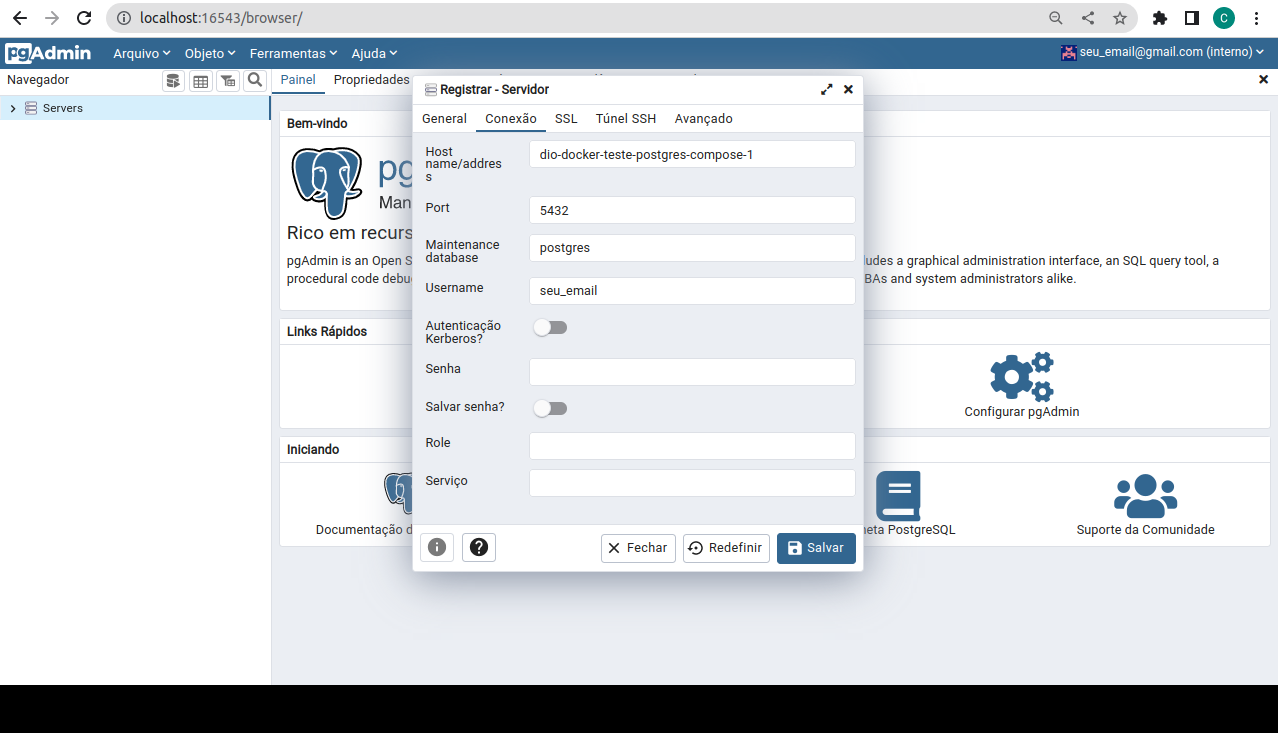 localhost:16543/browser/
C
pgAdmin
Arquivo
Objeto
Ferramentas
Ajuda
seu_email@gmail.com (interno)
Navegador
Painel
Propriedades
Servers
Registrar - Servidor
General
Conexão
SSL
Túnel SSH
Avançado
Host name/address
dio-docker-teste-postgres-compose-1
Port
5432
Maintenance database
postgres
Username
seu_email
Autenticação Kerberos?
Senha
Salvar senha?
Role
Serviço
Fechar
Redefinir
Salvar
Bem-vindo
Rico em recurs
pgAdmin is an Open S
ludes a graphical administration interface, an SQL query tool, a
procedural code debu
BAs and system administrators alike.
Links Rápidos
Configurar pgAdmin
Iniciando
Documentação d
neta PostgreSQL
Suporte da Comunidade